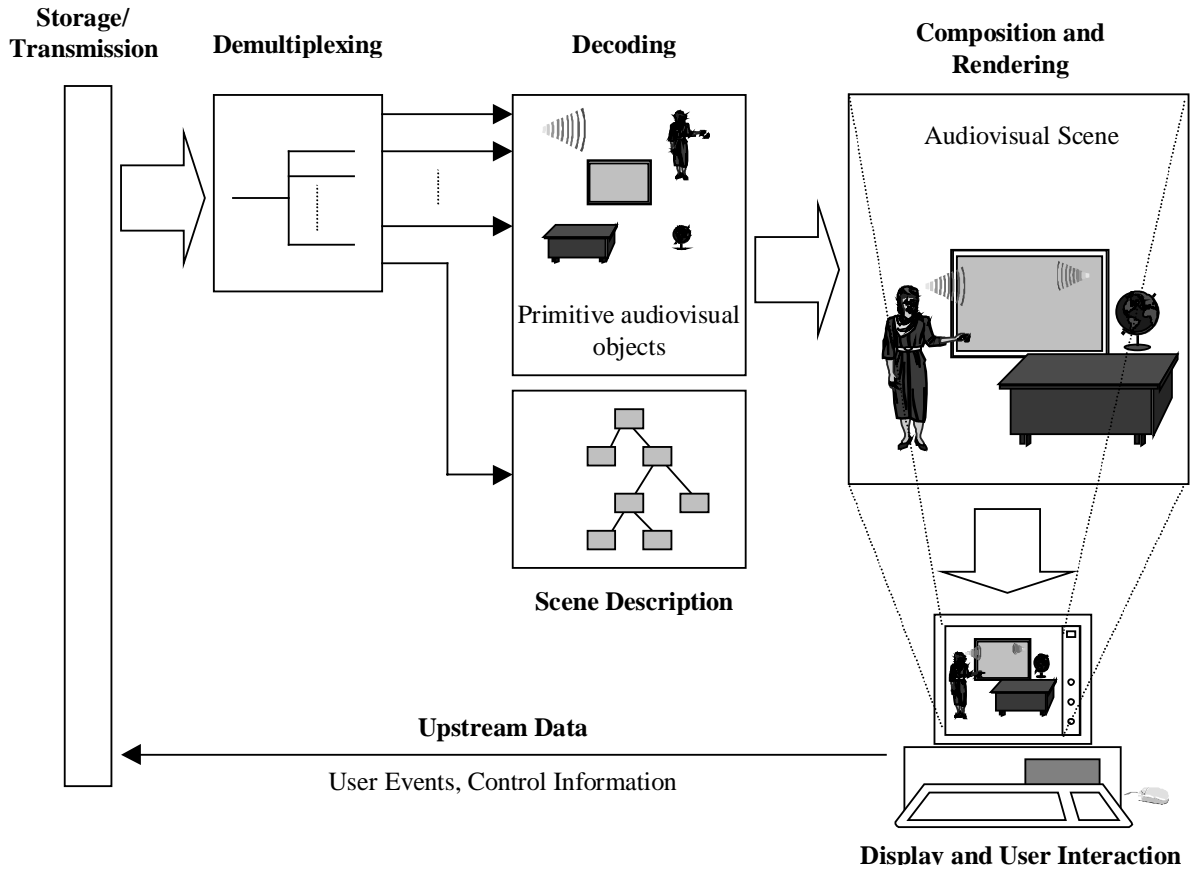 Storage/
Transmission
Demultiplexing
Decoding
Composition and
Rendering
Audiovisual Scene
Primitive audiovisual
objects
Scene Description
Upstream Data
User Events, Control Information
Display and User Interaction